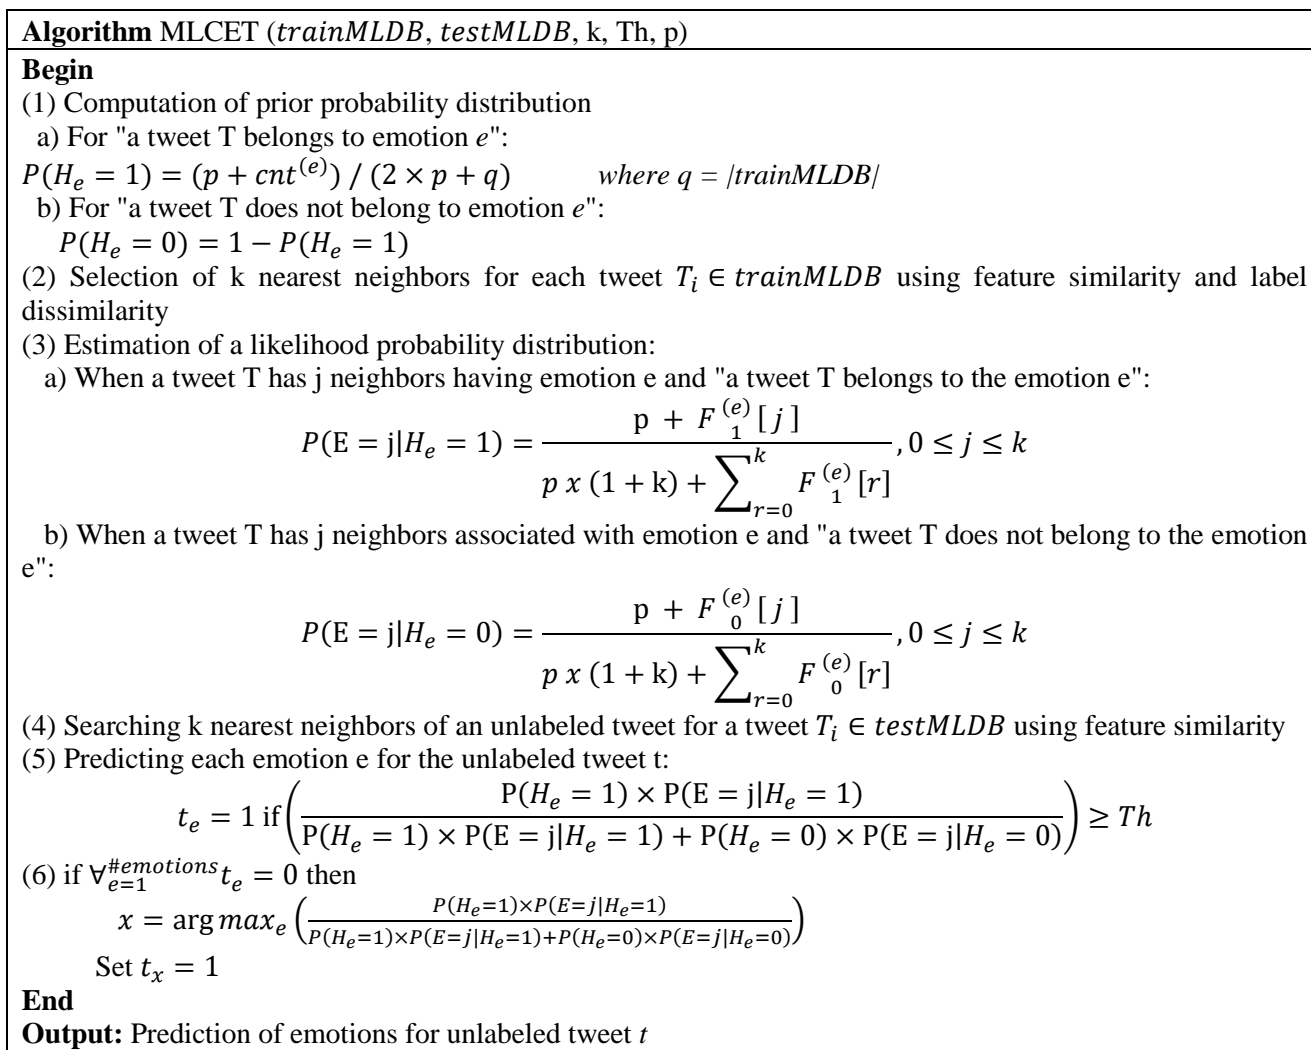 Algorithm MLCET (trainMLDB, testMLDB, k, Th, p)
Begin
(1) Computation of prior probability distribution
a) For "a tweet T belongs to emotion e":
P(H_e = 1) = (p + cnt^(e)) / (2 × p + q) where q = |trainMLDB|
b) For "a tweet T does not belong to emotion e":
P(H_e = 0) = 1 − P(H_e = 1)
(2) Selection of k nearest neighbors for each tweet T_i ∈ trainMLDB using feature similarity and label
dissimilarity
(3) Estimation of a likelihood probability distribution:
a) When a tweet T has j neighbors having emotion e and "a tweet T belongs to the emotion e":
P(E = j|H_e = 1) = (p + F_1^(e)[j]) / (p x (1 + k) + ∑_{r=0}^{k} F_1^(e)[r]), 0 ≤ j ≤ k
b) When a tweet T has j neighbors associated with emotion e and "a tweet T does not belong to the emotion
e":
P(E = j|H_e = 0) = (p + F_0^(e)[j]) / (p x (1 + k) + ∑_{r=0}^{k} F_0^(e)[r]), 0 ≤ j ≤ k
(4) Searching k nearest neighbors of an unlabeled tweet for a tweet T_i ∈ testMLDB using feature similarity
(5) Predicting each emotion e for the unlabeled tweet t:
t_e = 1 if ( P(H_e = 1) × P(E = j|H_e = 1) / P(H_e = 1) × P(E = j|H_e = 1) + P(H_e = 0) × P(E = j|H_e = 0) ) ≥ Th
(6) if ∀_{e=1}^{#emotions} t_e = 0 then
x = arg max_e ( P(H_e=1)×P(E=j|H_e=1) / P(H_e=1)×P(E=j|H_e=1)+P(H_e=0)×P(E=j|H_e=0) )
Set t_x = 1
End
Output: Prediction of emotions for unlabeled tweet t